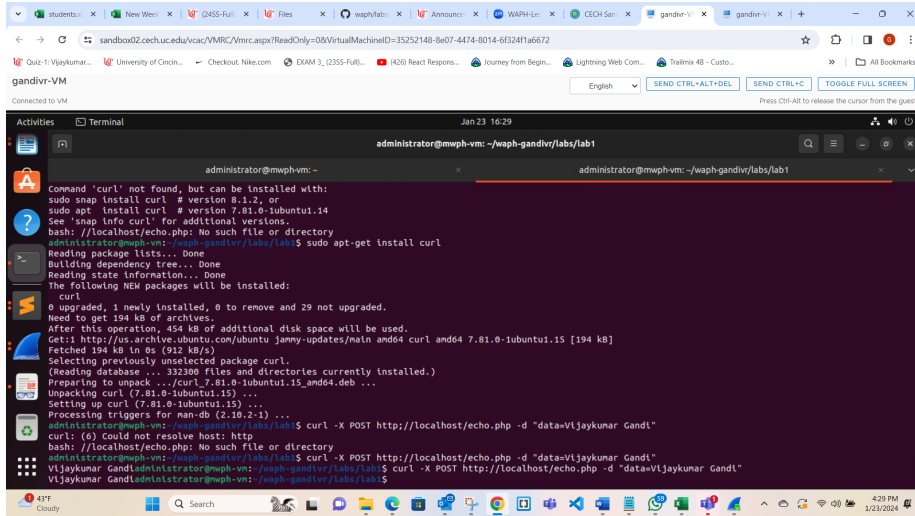 students.x
New Week
(24SS-Full)
Files
waph/labs
Announce
WAPH-Lec
CECH San
gandivr-V
gandivr-V
sandbox02.cech.uc.edu/vcac/VMRC/Vmrc.aspx?ReadOnly=0&VirtualMachineID=35252148-8e07-4474-8014-6f324f1a6672
Quiz-1: Vijaykumar...
University of Cincin...
Checkout. Nike.com
EXAM 3_ (23SS-Full)...
(426) React Respons...
Journey from Begin...
Lightning Web Com...
Trailmix 48 - Custo...
All Bookmarks
gandivr-VM
English
SEND CTRL+ALT+DEL
SEND CTRL+C
TOGGLE FULL SCREEN
Connected to VM
Press Ctrl-Alt to release the cursor from the gues
Activities
Terminal
Jan 23 16:29
administrator@mwph-vm: ~/waph-gandivr/labs/lab1
administrator@mwph-vm: ~
administrator@mwph-vm: ~/waph-gandivr/labs/lab1
Command 'curl' not found, but can be installed with:
sudo snap install curl # version 8.1.2, or
sudo apt install curl # version 7.81.0-1ubuntu1.14
See 'snap info curl' for additional versions.
bash: //localhost/echo.php: No such file or directory
administrator@mwph-vm:~/waph-gandivr/labs/lab1$ sudo apt-get install curl
Reading package lists... Done
Building dependency tree... Done
Reading state information... Done
The following NEW packages will be installed:
curl
0 upgraded, 1 newly installed, 0 to remove and 29 not upgraded.
Need to get 194 kB of archives.
After this operation, 454 kB of additional disk space will be used.
Get:1 http://us.archive.ubuntu.com/ubuntu jammy-updates/main amd64 curl amd64 7.81.0-1ubuntu1.15 [194 kB]
Fetched 194 kB in 0s (912 kB/s)
Selecting previously unselected package curl.
(Reading database ... 332300 files and directories currently installed.)
Preparing to unpack .../curl_7.81.0-1ubuntu1.15_amd64.deb ...
Unpacking curl (7.81.0-1ubuntu1.15) ...
Setting up curl (7.81.0-1ubuntu1.15) ...
Processing triggers for man-db (2.10.2-1) ...
administrator@mwph-vm:~/waph-gandivr/labs/lab1$ curl -X POST http;//localhost/echo.php -d "data=Vijaykumar Gandi"
curl: (6) Could not resolve host: http
bash: //localhost/echo.php: No such file or directory
administrator@mwph-vm:~/waph-gandivr/labs/lab1$ curl -X POST http://localhost/echo.php -d "data=Vijaykumar Gandi"
Vijaykumar Gandiadministrator@mwph-vm:~/waph-gandivr/labs/lab1$ curl -X POST http://localhost/echo.php -d "data=Vijaykumar Gandi"
Vijaykumar Gandiadministrator@mwph-vm:~/waph-gandivr/labs/lab1$
43°F
Cloudy
Search
59
4:29 PM
1/23/2024